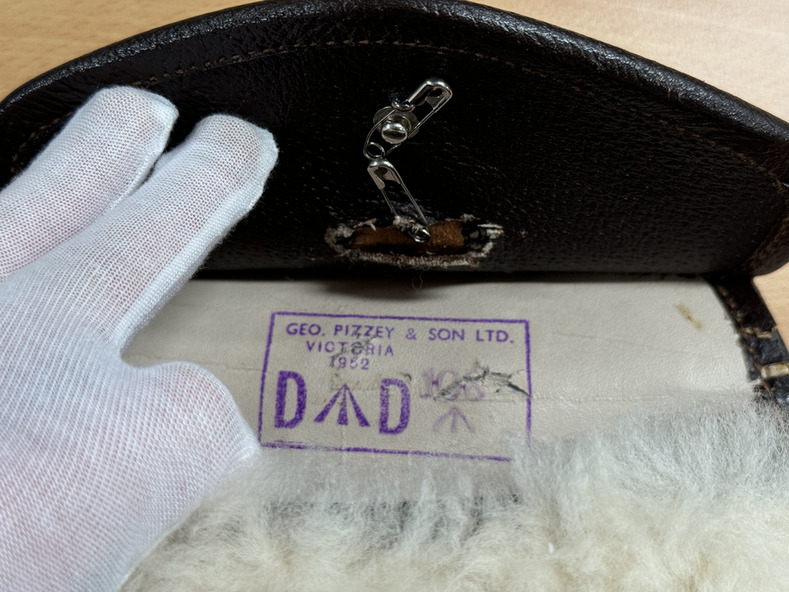 GEO. PIZZEY & SON LTD.
VICTORIA
1952
D D